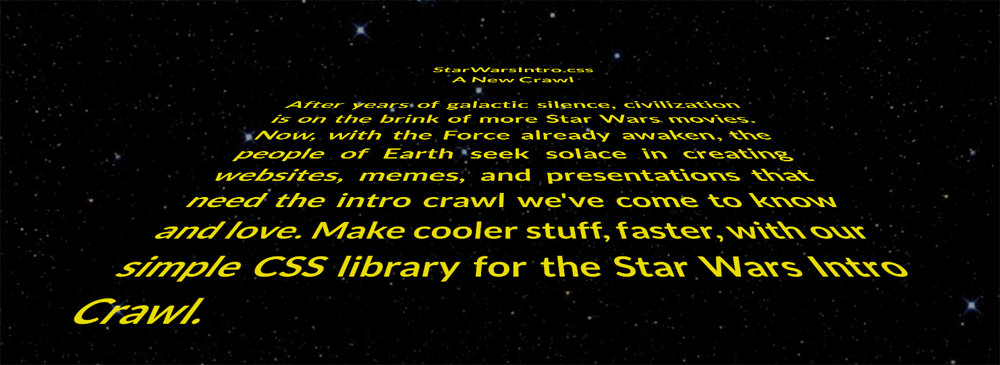 StarWarsIntro.css
A New Crawl
After years of galactic silence, civilization
is on the brink of more Star Wars movies.
Now, with the Force already awaken, the
people of Earth seek solace in creating
websites, memes, and presentations that
need the intro crawl we've come to know
and love. Make cooler stuff, faster, with our
simple CSS library for the Star Wars Intro
Crawl.